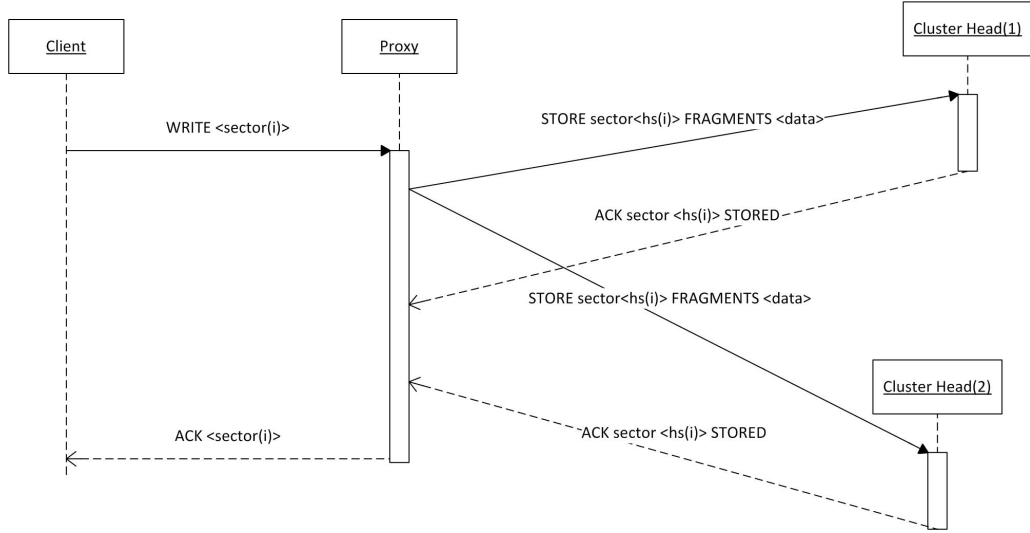 Client
Proxy
Cluster Head(1)
WRITE <sector(i)>
STORE sector<hs(i)> FRAGMENTS <data>
ACK sector <hs(i)> STORED
STORE sector<hs(i)> FRAGMENTS <data>
Cluster Head(2)
ACK <sector(i)>
ACK sector <hs(i)> STORED